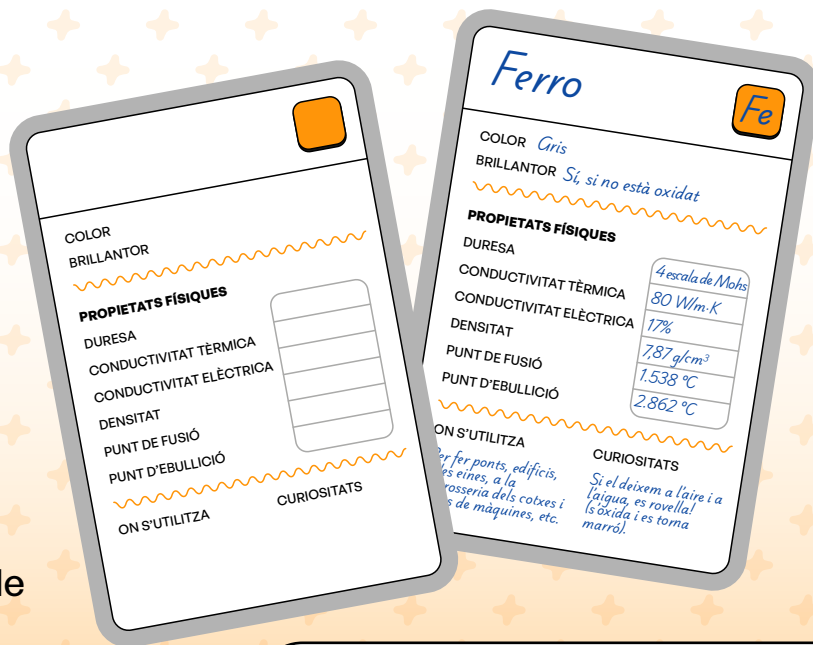 COLOR
BRILLANTOR
PROPIETATS FÍSIQUES
DURESA
CONDUCTIVITAT TÈRMICA
CONDUCTIVITAT ELÈCTRICA
DENSITAT
PUNT DE FUSIÓ
PUNT D'EBULLICIÓ
ON S'UTILITZA
CURIOSITATS
Ferro
Fe
COLOR Gris
BRILLANTOR Sí, si no està oxidat
PROPIETATS FÍSIQUES
DURESA 4 escala de Mohs
CONDUCTIVITAT TÈRMICA 80 W/m·K
CONDUCTIVITAT ELÈCTRICA 17%
DENSITAT 7,87 g/cm³
PUNT DE FUSIÓ 1.538 ºC
PUNT D'EBULLICIÓ 2.862 ºC
ON S'UTILITZA
fer ponts, edificis,
eines, a la
dels cotxes i
de màquines, etc.
CURIOSITATS
Si el deixem a l'aire i a
l'aigua, es rovella!
(s'oxida i es torna
marró).